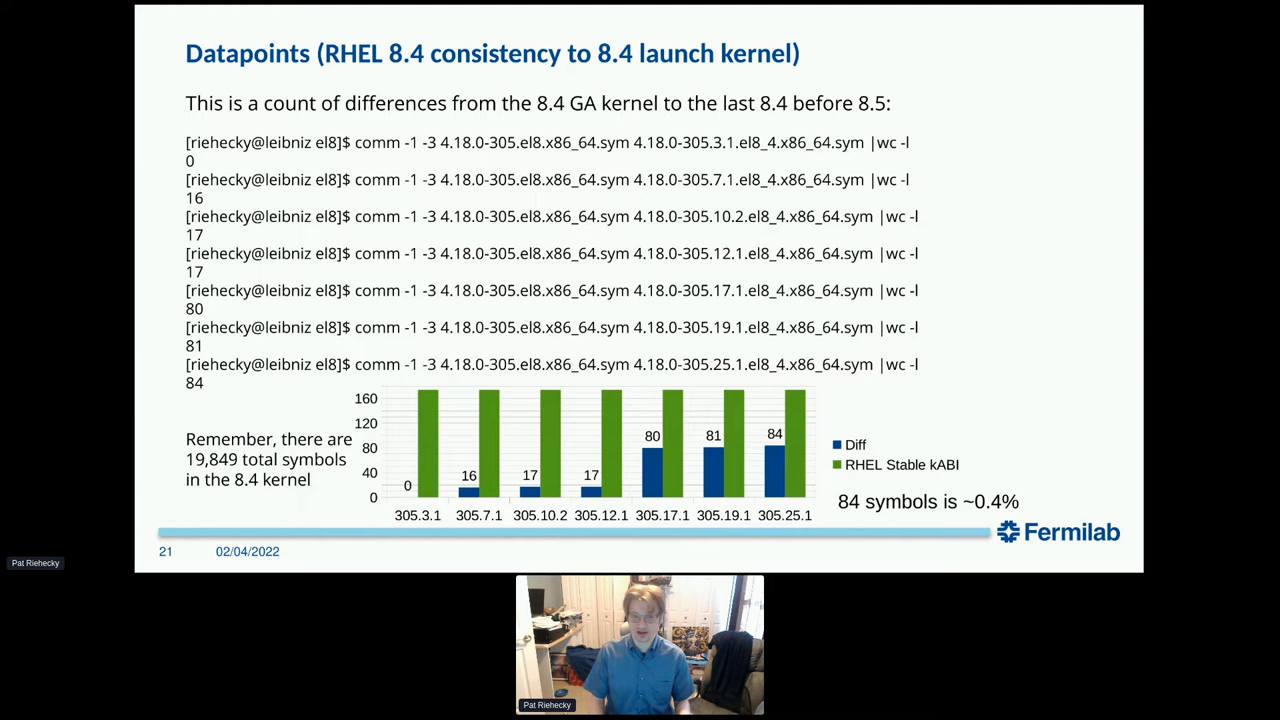 Datapoints (RHEL 8.4 consistency to 8.4 launch kernel)
This is a count of differences from the 8.4 GA kernel to the last 8.4 before 8.5:
[riehecky@leibniz el8]$ comm -1 -3 4.18.0-305.el8.x86_64.sym 4.18.0-305.3.1.el8_4.x86_64.sym |wc -l
0
[riehecky@leibniz el8]$ comm -1 -3 4.18.0-305.el8.x86_64.sym 4.18.0-305.7.1.el8_4.x86_64.sym |wc -l
16
[riehecky@leibniz el8]$ comm -1 -3 4.18.0-305.el8.x86_64.sym 4.18.0-305.10.2.el8_4.x86_64.sym |wc -l
17
[riehecky@leibniz el8]$ comm -1 -3 4.18.0-305.el8.x86_64.sym 4.18.0-305.12.1.el8_4.x86_64.sym |wc -l
17
[riehecky@leibniz el8]$ comm -1 -3 4.18.0-305.el8.x86_64.sym 4.18.0-305.17.1.el8_4.x86_64.sym |wc -l
80
[riehecky@leibniz el8]$ comm -1 -3 4.18.0-305.el8.x86_64.sym 4.18.0-305.19.1.el8_4.x86_64.sym |wc -l
81
[riehecky@leibniz el8]$ comm -1 -3 4.18.0-305.el8.x86_64.sym 4.18.0-305.25.1.el8_4.x86_64.sym |wc -l
84
Remember, there are
19,849 total symbols
in the 8.4 kernel
160
120
80
40
0
0 16 17 17 80 81 84
305.3.1 305.7.1 305.10.2 305.12.1 305.17.1 305.19.1 305.25.1
Diff
RHEL Stable kABI
84 symbols is ~0.4%
Fermilab
21 02/04/2022
Pat Riehecky
Pat Riehecky